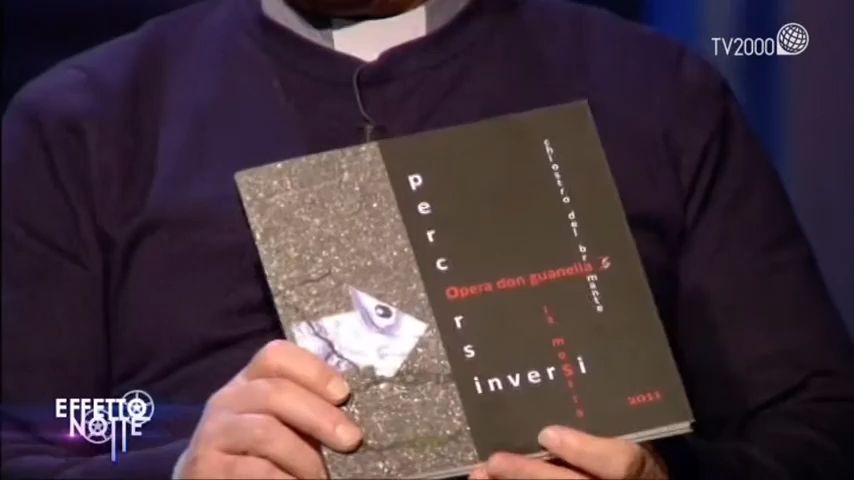 TV2000
chiostro del bramante
perc rs
Opera don guanella
la mostra
inversi
2011
EFFETTO
NOTTE